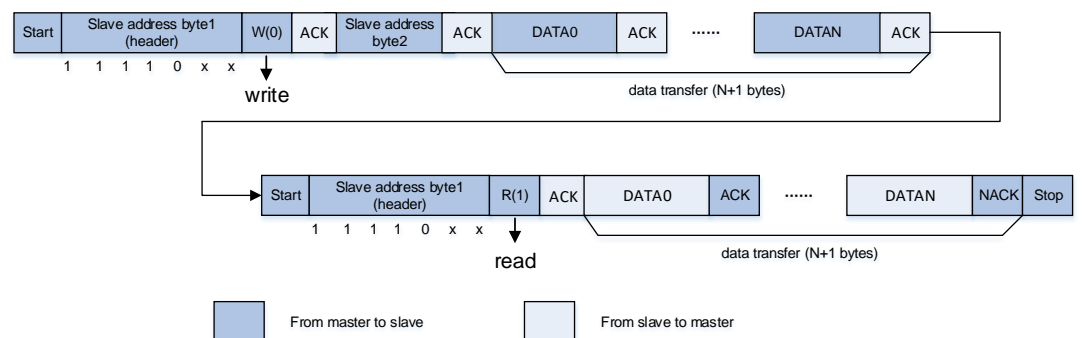 Start
Slave address byte1
(header)
W(0)
ACK
Slave address
byte2
ACK
DATA0
ACK
......
DATAN
ACK
1 1 1 1 0 x x
write
data transfer (N+1 bytes)
Start
Slave address byte1
(header)
R(1)
ACK
DATA0
ACK
......
DATAN
NACK
Stop
1 1 1 1 0 x x
read
data transfer (N+1 bytes)
From master to slave
From slave to master